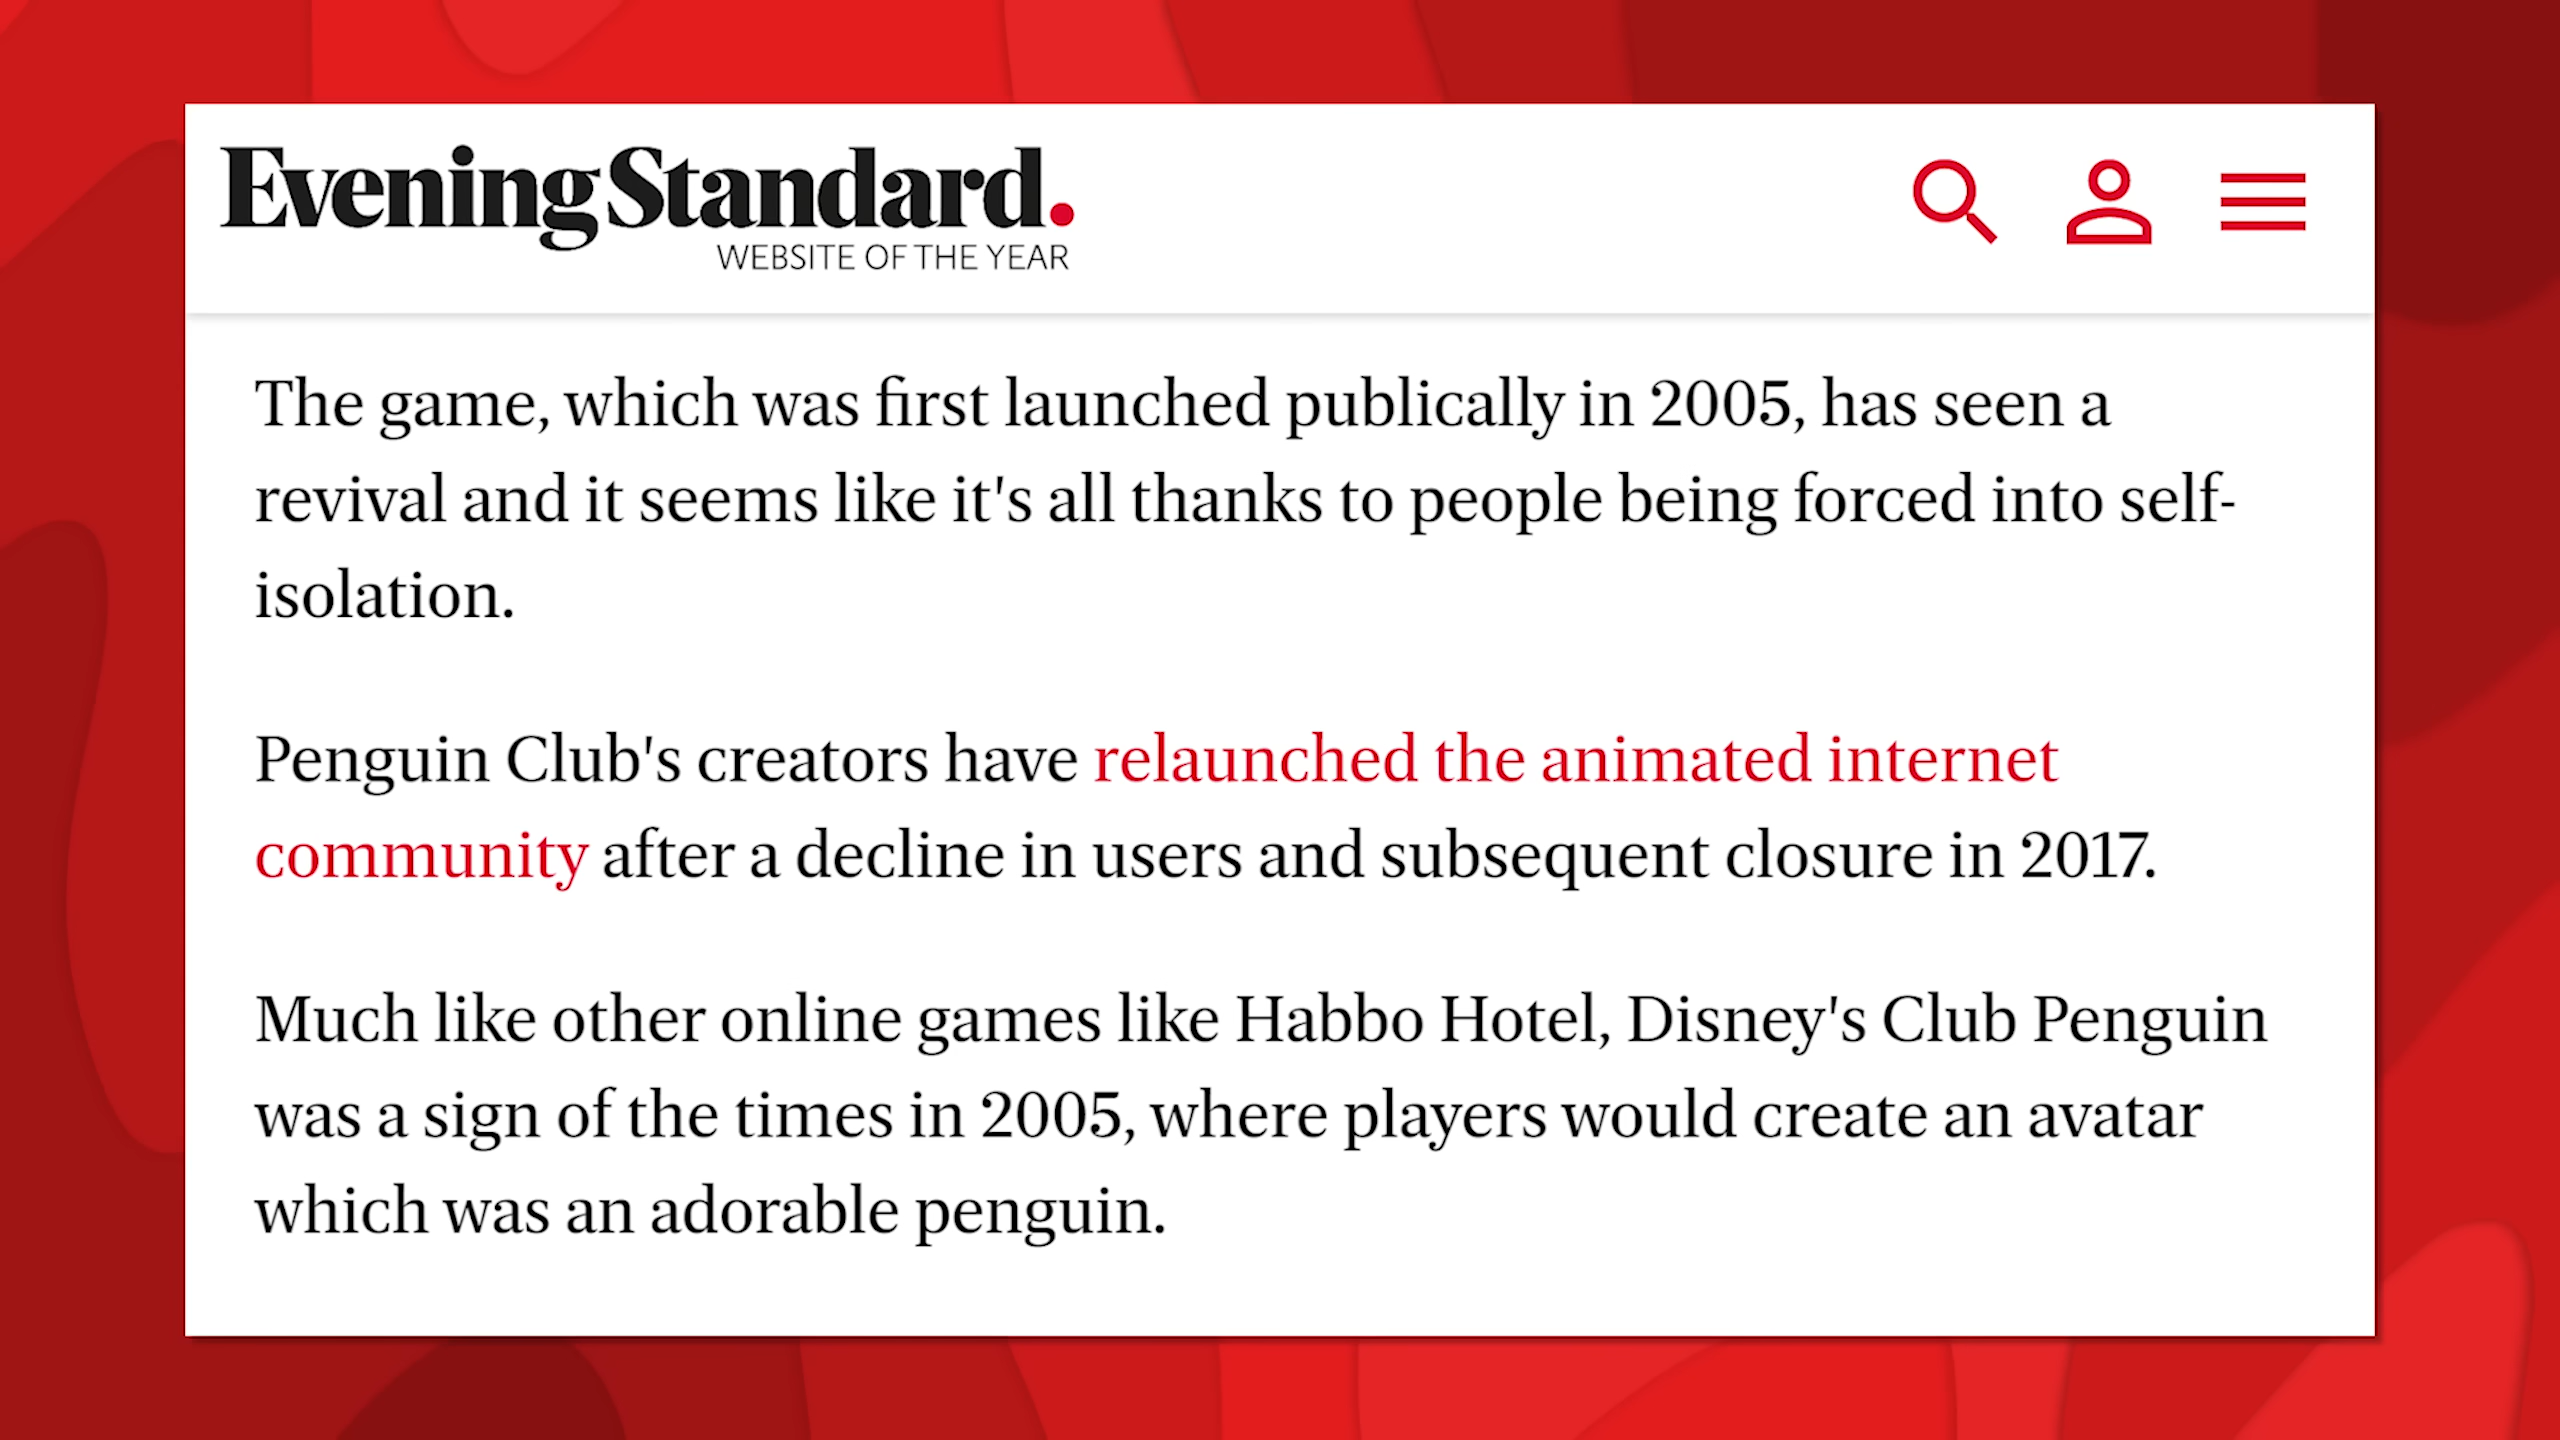 Evening Standard.
WEBSITE OF THE YEAR
The game, which was first launched publically in 2005, has seen a
revival and it seems like it's all thanks to people being forced into self-
isolation.
Penguin Club's creators have relaunched the animated internet
community after a decline in users and subsequent closure in 2017.
Much like other online games like Habbo Hotel, Disney's Club Penguin
was a sign of the times in 2005, where players would create an avatar
which was an adorable penguin.